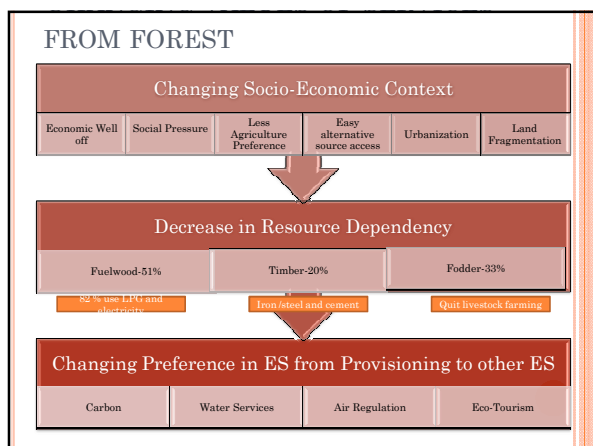 FROM FOREST
Changing Socio-Economic Context
Economic Well
off
Social Pressure
Less
Agriculture
Preference
Easy
alternative
source access
Urbanization
Land
Fragmentation
Decrease in Resource Dependency
Fuelwood-51%
Timber-20%
Fodder-33%
82 % use LPG and
electricity
Iron/steel and cement
Quit livestock farming
Changing Preference in ES from Provisioning to other ES
Carbon
Water Services
Air Regulation
Eco-Tourism